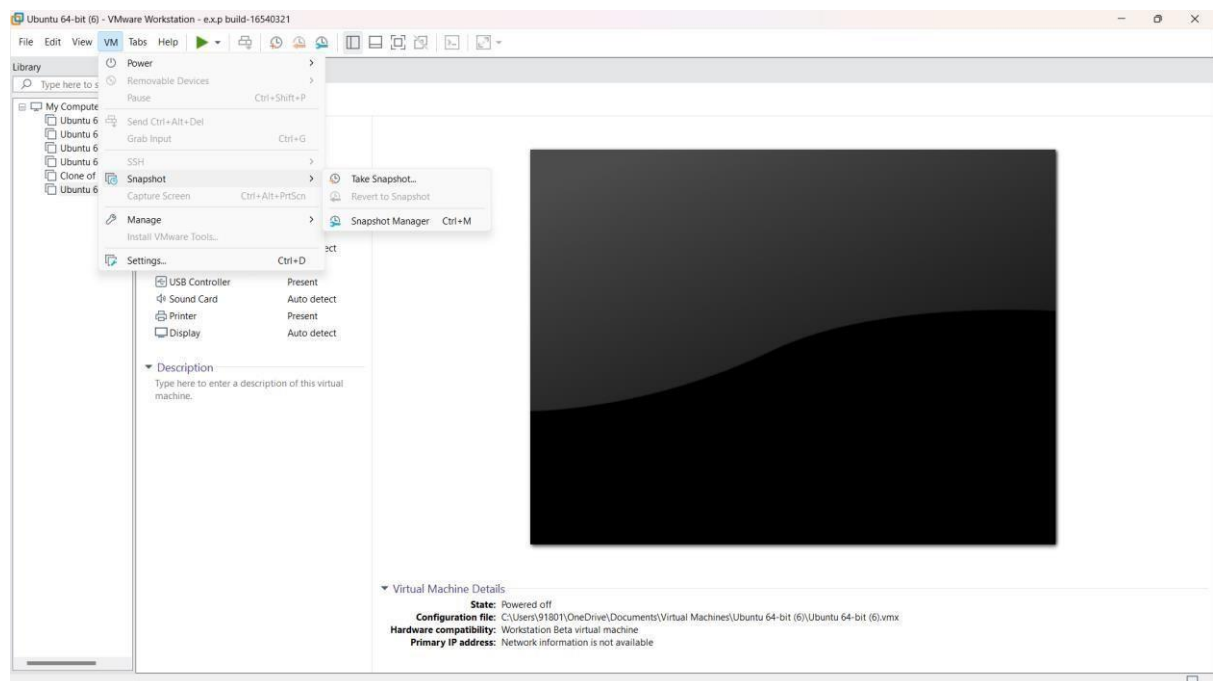 Ubuntu 64-bit (6) - VMware Workstation - e.x.p build-16540321
File Edit View VM Tabs Help
Library
Type here to s
My Compute
Ubuntu 6
Ubuntu 6
Ubuntu 6
Ubuntu 6
Clone of
Ubuntu 6
Power
Removable Devices
Pause Ctrl+Shift+P
Send Ctrl+Alt+Del
Grab Input Ctrl+G
SSH
Snapshot
Capture Screen Ctrl+Alt+PrtScn
Manage
Install VMware Tools...
Settings... Ctrl+D
Take Snapshot...
Revert to Snapshot
Snapshot Manager Ctrl+M
ect
USB Controller Present
Sound Card Auto detect
Printer Present
Display Auto detect
Description
Type here to enter a description of this virtual
machine.
Virtual Machine Details
State: Powered off
Configuration file: C:\Users\91801\OneDrive\Documents\Virtual Machines\Ubuntu 64-bit (6)\Ubuntu 64-bit (6).vmx
Hardware compatibility: Workstation Beta virtual machine
Primary IP address: Network information is not available